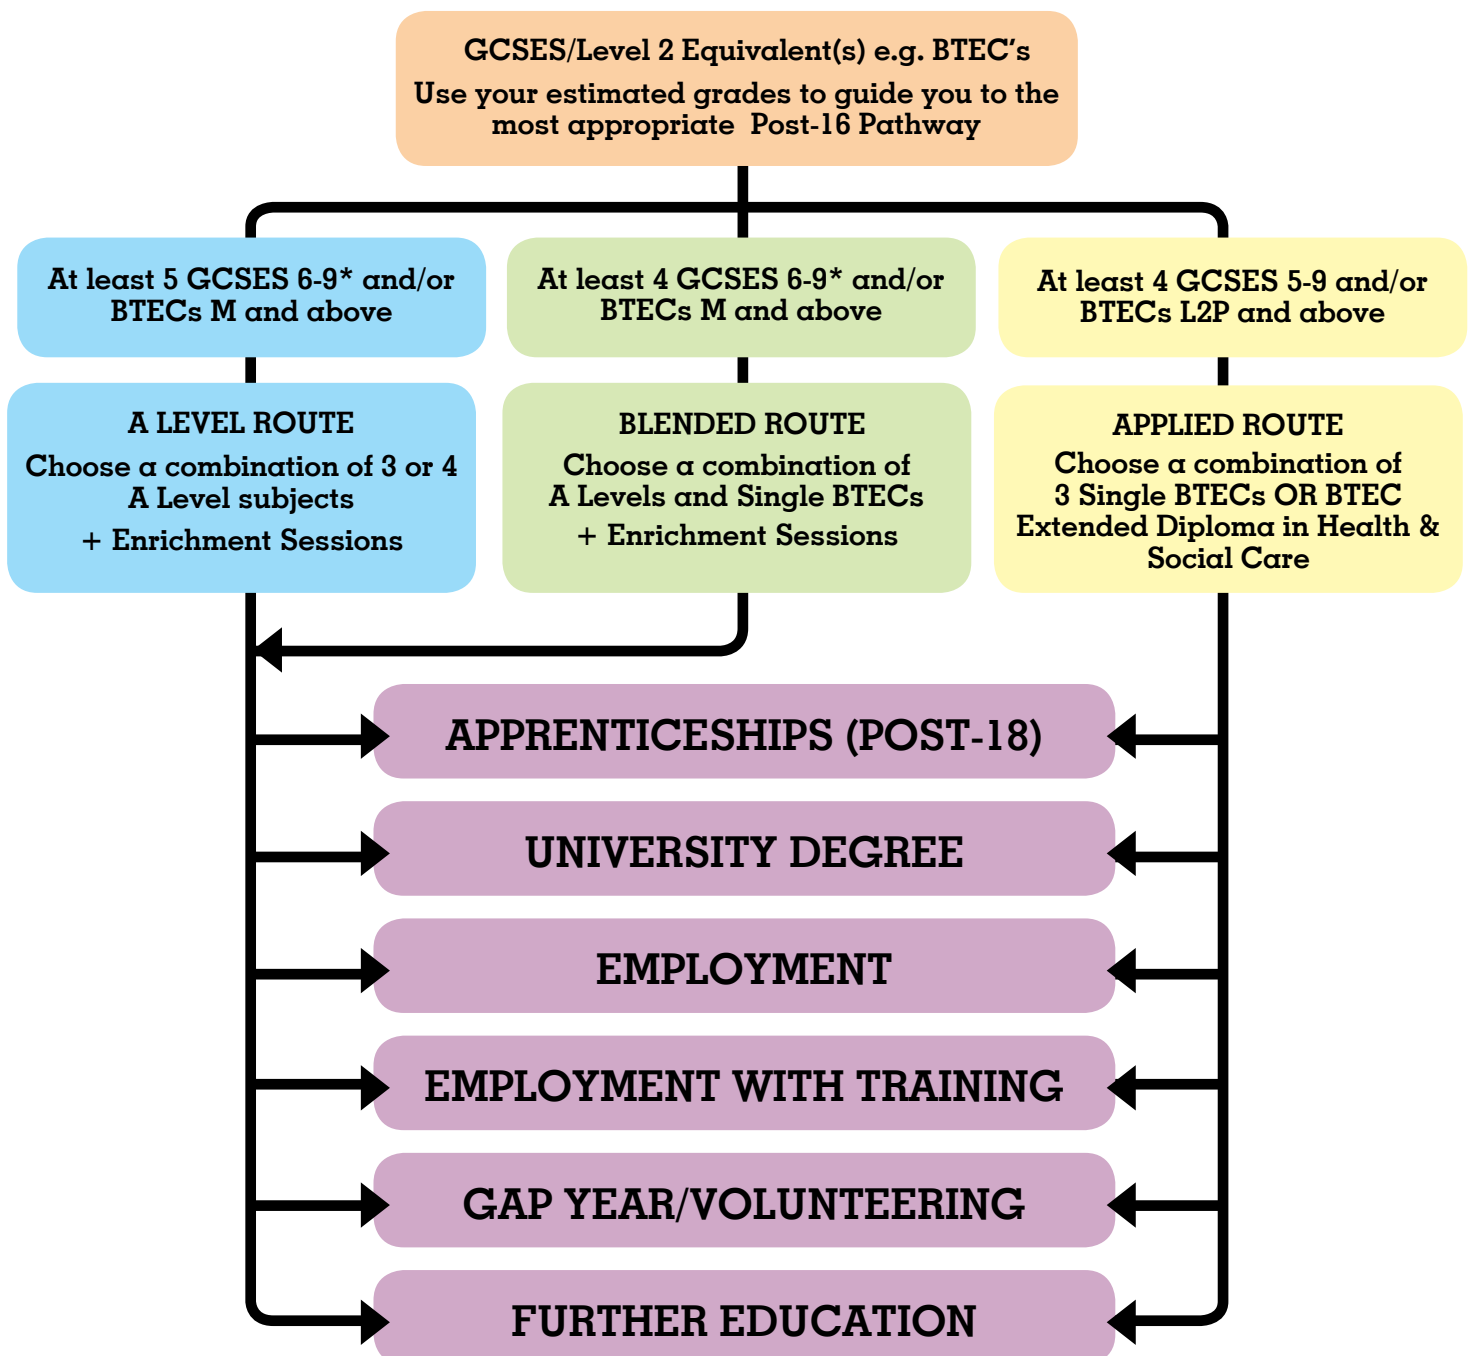 GCSES/Level 2 Equivalent(s) e.g. BTEC's
Use your estimated grades to guide you to the
most appropriate Post-16 Pathway
At least 5 GCSES 6-9* and/or
BTECs M and above
At least 4 GCSES 6-9* and/or
BTECs M and above
At least 4 GCSES 5-9 and/or
BTECs L2P and above
A LEVEL ROUTE
Choose a combination of 3 or 4
A Level subjects
+ Enrichment Sessions
BLENDED ROUTE
Choose a combination of
A Levels and Single BTECs
+ Enrichment Sessions
APPLIED ROUTE
Choose a combination of
3 Single BTECs OR BTEC
Extended Diploma in Health &
Social Care
APPRENTICESHIPS (POST-18)
UNIVERSITY DEGREE
EMPLOYMENT
EMPLOYMENT WITH TRAINING
GAP YEAR/VOLUNTEERING
FURTHER EDUCATION